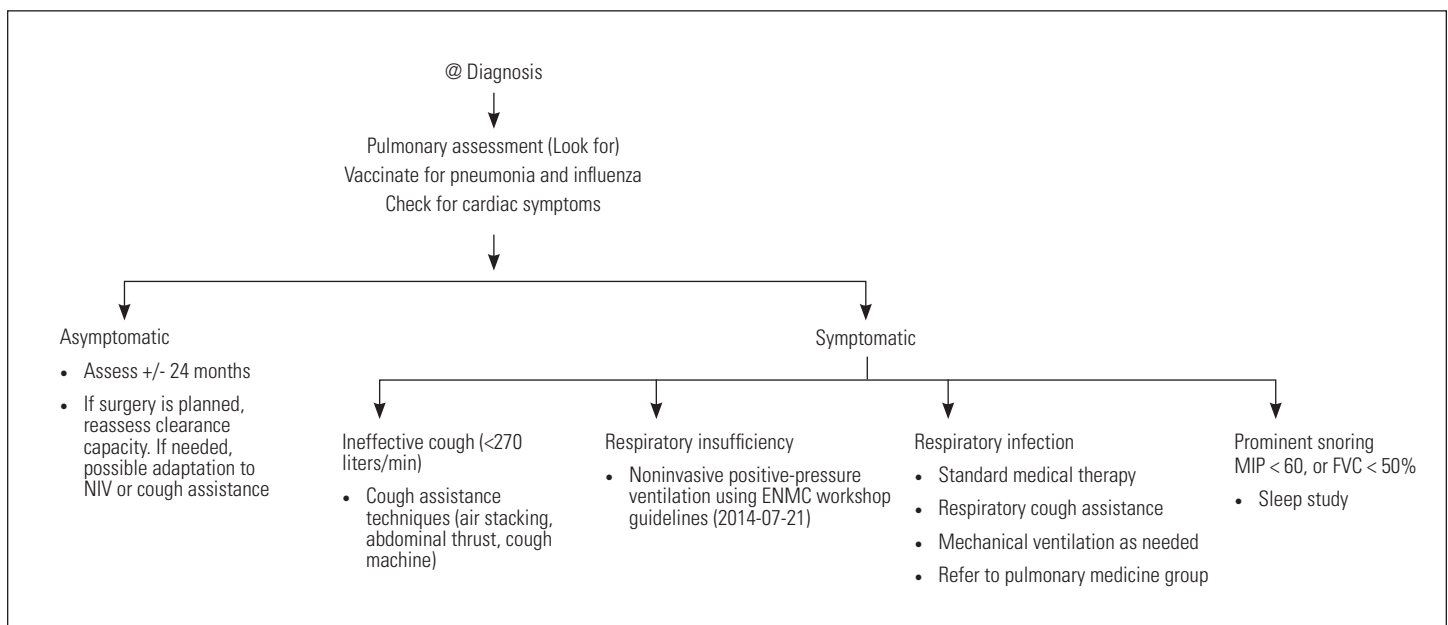 @ Diagnosis
Pulmonary assessment (Look for)
Vaccinate for pneumonia and influenza
Check for cardiac symptoms
Asymptomatic
• Assess +/- 24 months
• If surgery is planned,
reassess clearance
capacity. If needed,
possible adaptation to
NIV or cough assistance
Symptomatic
Ineffective cough (<270
liters/min)
• Cough assistance
techniques (air stacking,
abdominal thrust, cough
machine)
Respiratory insufficiency
• Noninvasive positive-pressure
ventilation using ENMC workshop
guidelines (2014-07-21)
Respiratory infection
• Standard medical therapy
• Respiratory cough assistance
• Mechanical ventilation as needed
• Refer to pulmonary medicine group
Prominent snoring
MIP < 60, or FVC < 50%
• Sleep study